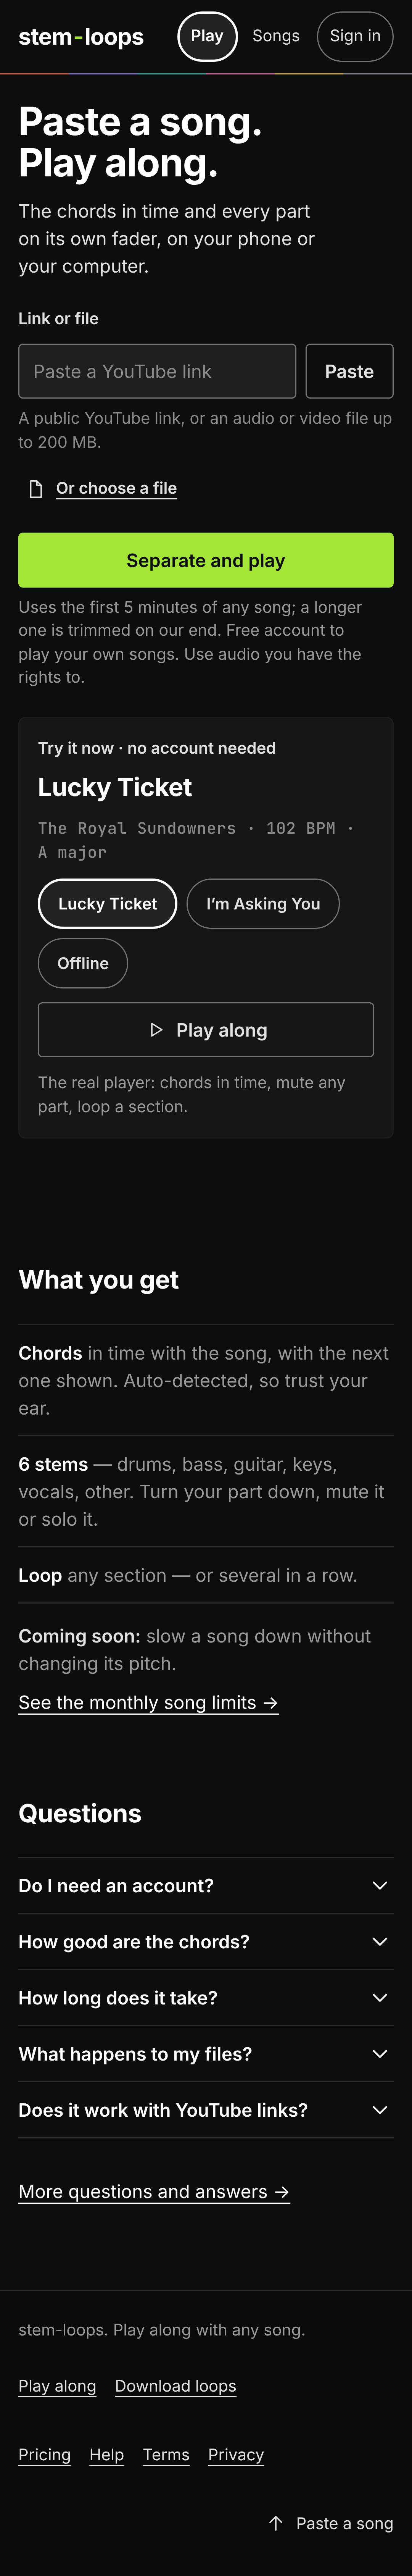 stem-loops
Play
Songs
Sign in
Paste a song.
Play along.
The chords in time and every part
on its own fader, on your phone or
your computer.
Link or file
Paste a YouTube link
Paste
A public YouTube link, or an audio or video file up
to 200 MB.
Or choose a file
Separate and play
Uses the first 5 minutes of any song; a longer
one is trimmed on our end. Free account to
play your own songs. Use audio you have the
rights to.
Try it now · no account needed
Lucky Ticket
The Royal Sundowners · 102 BPM ·
A major
Lucky Ticket
I’m Asking You
Offline
Play along
The real player: chords in time, mute any
part, loop a section.
What you get
Chords in time with the song, with the next
one shown. Auto-detected, so trust your
ear.
6 stems — drums, bass, guitar, keys,
vocals, other. Turn your part down, mute it
or solo it.
Loop any section — or several in a row.
Coming soon: slow a song down without
changing its pitch.
See the monthly song limits →
Questions
Do I need an account?
How good are the chords?
How long does it take?
What happens to my files?
Does it work with YouTube links?
More questions and answers →
stem-loops. Play along with any song.
Play along
Download loops
Pricing
Help
Terms
Privacy
↑ Paste a song